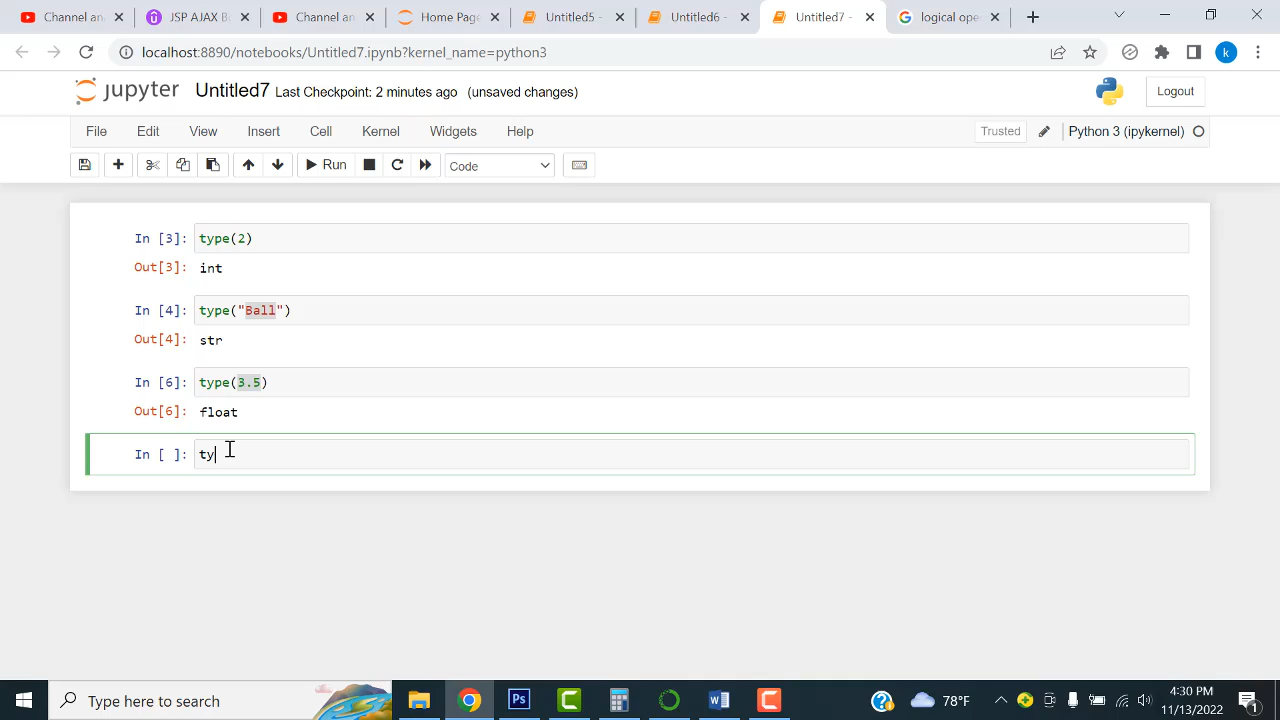 Channel an
JSP AJAX B
Channel an
Home Page
Untitled5 -
Untitled
Untitled7 -
logical ope
localhost:8890/notebooks/Untitled7.ipynb?kernel_name=python3
k
jupyter Untitled7 Last Checkpoint: 2 minutes ago (unsaved changes)
Logout
File Edit View Insert Cell Kernel Widgets Help
Trusted Python 3 (ipykernel)
Run Code
In [3]: type(2)
Out[3]: int
In [4]: type("Ball")
Out[4]: str
In [6]: type(3.5)
Out[6]: float
In [ ]: ty
Type here to search
78°F
4:30 PM
11/13/2022
1